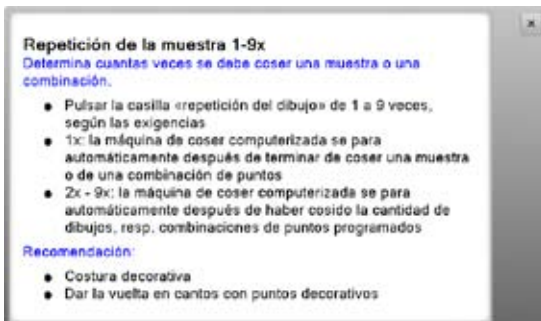 Repetición de la muestra 1-9x
Determina cuantas veces se debe coser una muestra o una
combinación.
● Pulsar la casilla «repetición del dibujo» de 1 a 9 veces,
según las exigencias
● 1x: la máquina de coser computerizada se para
automáticamente después de terminar de coser una muestra
o de una combinación de puntos
● 2x - 9x: la máquina de coser computerizada se para
automáticamente después de haber cosido la cantidad de
dibujos, resp. combinaciones de puntos programados
Recomendación:
● Costura decorativa
● Dar la vuelta en cantos con puntos decorativos